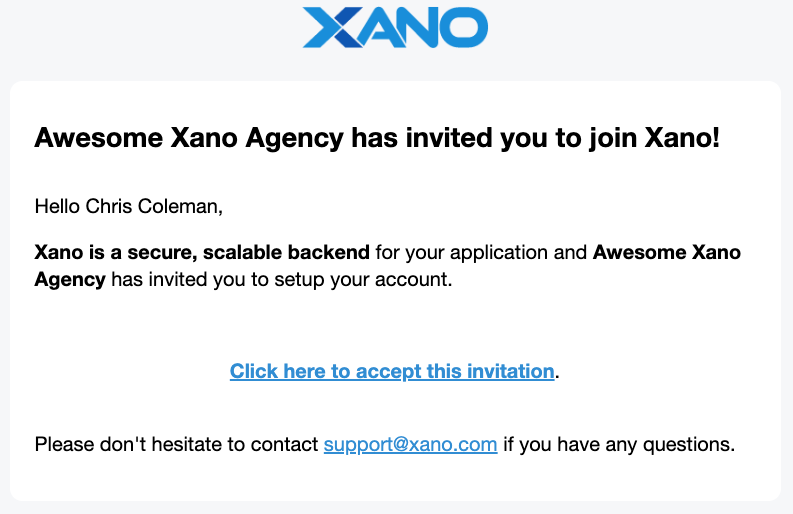 XANO
Awesome Xano Agency has invited you to join Xano!
Hello Chris Coleman,
Xano is a secure, scalable backend for your application and Awesome Xano
Agency has invited you to setup your account.
Click here to accept this invitation.
Please don't hesitate to contact support@xano.com if you have any questions.